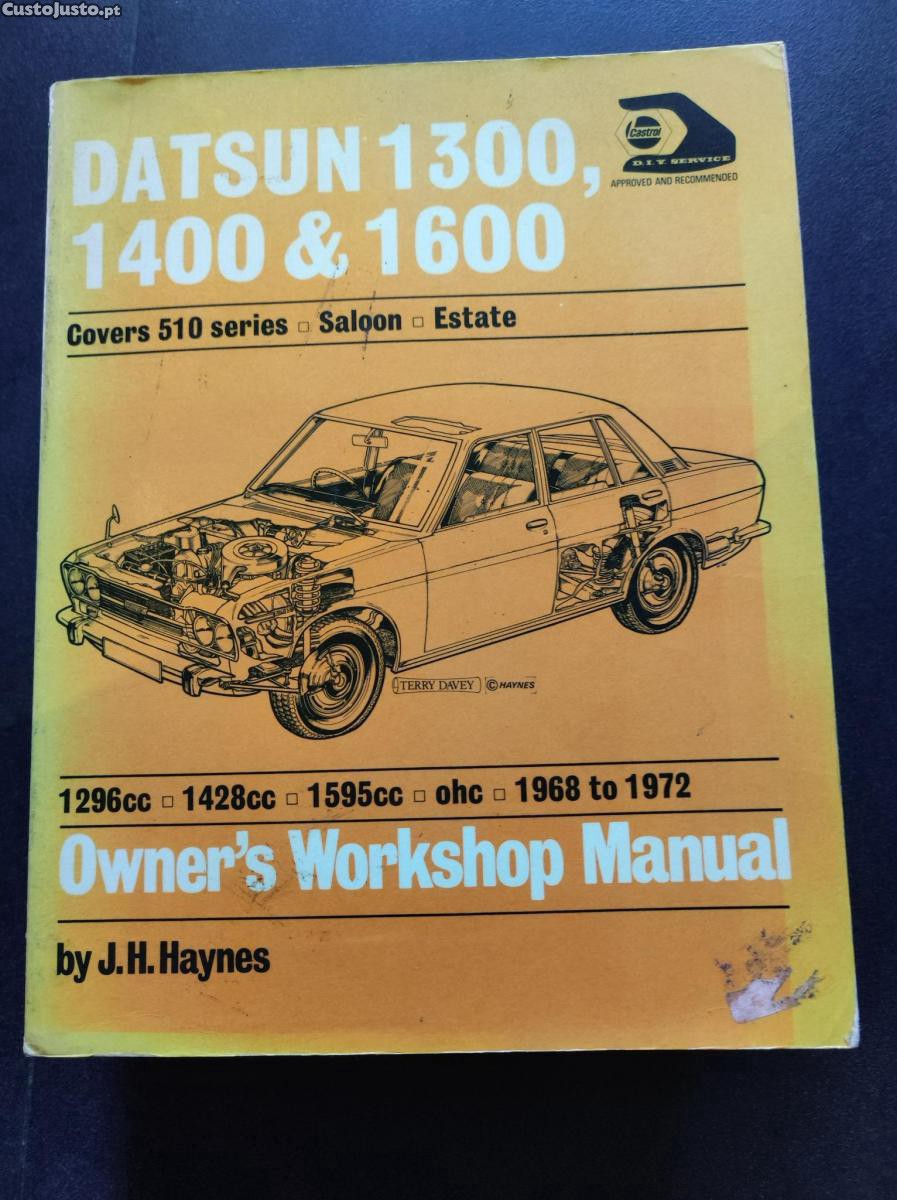 CustoJusto.pt
DATSUN 1300,
1400 & 1600
Castrol
D.I.Y. SERVICE
APPROVED AND RECOMMENDED
Covers 510 series □ Saloon □ Estate
TERRY DAVEY © HAYNES
1296cc □ 1428cc □ 1595cc □ ohc □ 1968 to 1972
Owner's Workshop Manual
by J.H. Haynes